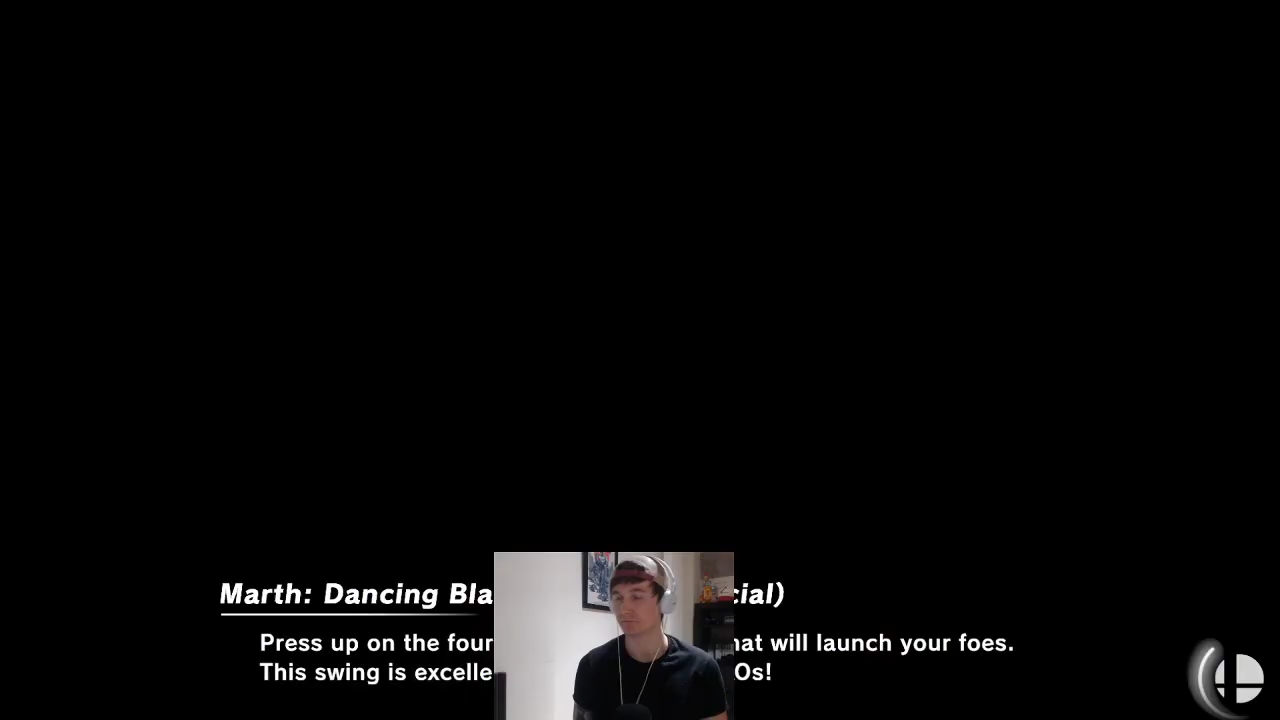 Marth: Dancing Bla cial)
Press up on the four hat will launch your foes.
This swing is excelle Os!